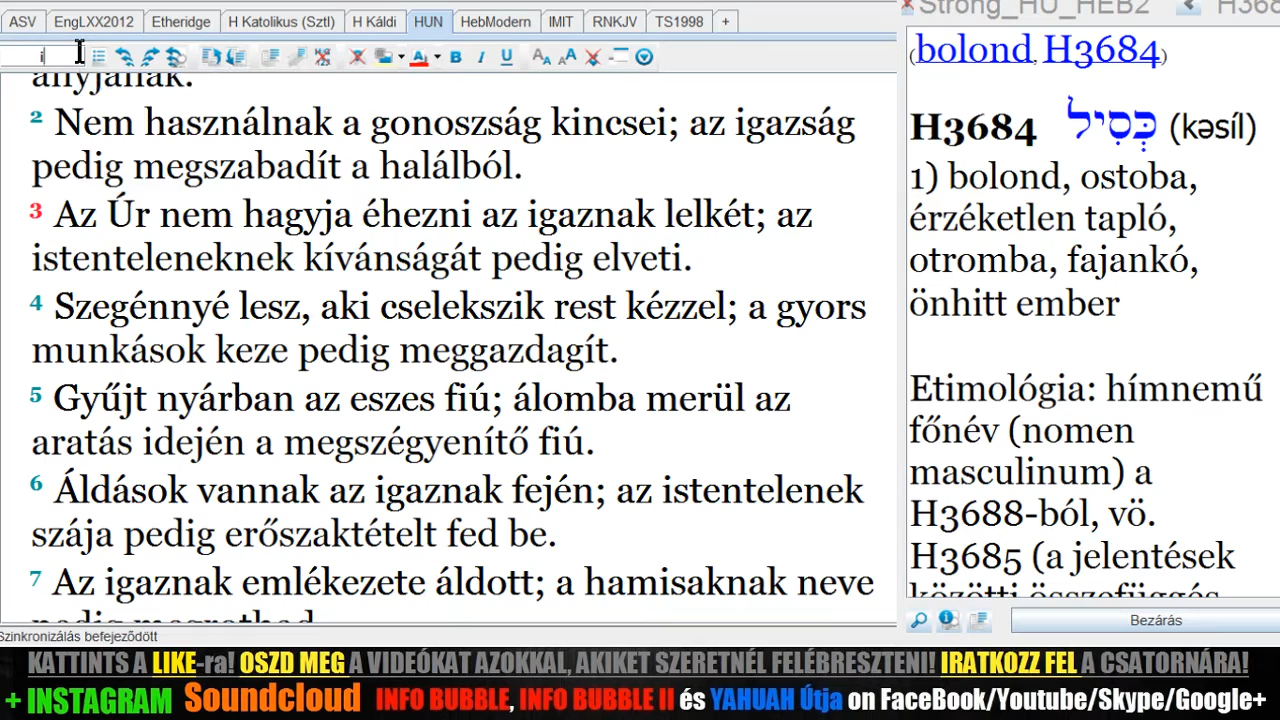 ASV EngLXX2012 Etheridge H Katolikus (Sztl) H Káldi HUN HebModern IMIT RNKJV TS1998 +
Strong_HU_HEB2
i
anyjának.
2 Nem használnak a gonoszság kincsei; az igazság
pedig megszabadít a halálból.
3 Az Úr nem hagyja éhezni az igaznak lelkét; az
istenteleneknek kívánságát pedig elveti.
4 Szegénnyé lesz, aki cselekszik rest kézzel; a gyors
munkások keze pedig meggazdagít.
5 Gyűjt nyárban az eszes fiú; álomba merül az
aratás idején a megszégyenítő fiú.
6 Áldások vannak az igaznak fején; az istentelenek
szája pedig erőszaktételt fed be.
7 Az igaznak emlékezete áldott; a hamisaknak neve
pedig megrothad.
Szinkronizálás befejeződött
(bolond, H3684)
H3684 כְּסִיל (kəsíl)
1) bolond, ostoba,
érzéketlen tapló,
otromba, fajankó,
önhitt ember
Etimológia: hímnemű
főnév (nomen
masculinum) a
H3688-ból, vö.
H3685 (a jelentések
közötti összefüggés
Bezárás
KATTINTS A LIKE-ra! OSZD MEG A VIDEÓKAT AZOKKAL, AKIKET SZERETNÉL FELÉBRESZTENI! IRATKOZZ FEL A CSATORNÁRA!
+ INSTAGRAM Soundcloud INFO BUBBLE, INFO BUBBLE II és YAHUAH Útja on FaceBook/Youtube/Skype/Google+